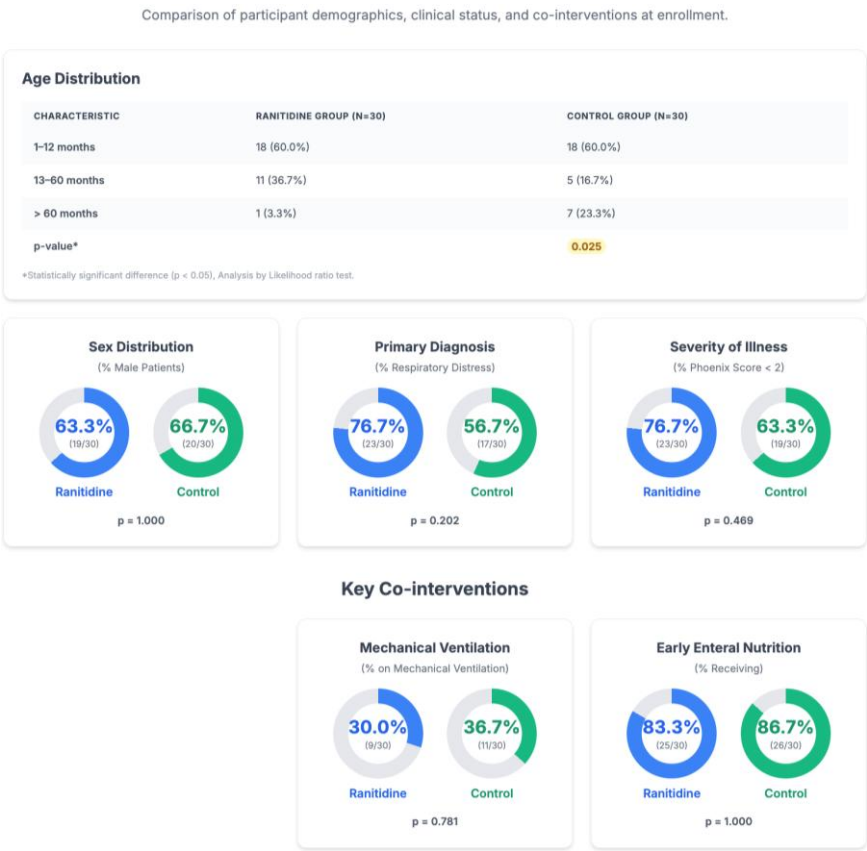 Comparison of participant demographics, clinical status, and co-interventions at enrollment.
Age Distribution
CHARACTERISTIC RANITIDINE GROUP (N=30) CONTROL GROUP (N=30)
1–12 months 18 (60.0%) 18 (60.0%)
13–60 months 11 (36.7%) 5 (16.7%)
> 60 months 1 (3.3%) 7 (23.3%)
p-value* 0.025
*Statistically significant difference (p < 0.05), Analysis by Likelihood ratio test.
Sex Distribution
(% Male Patients)
63.3% 66.7%
(19/30) (20/30)
Ranitidine Control
p = 1.000
Primary Diagnosis
(% Respiratory Distress)
76.7% 56.7%
(23/30) (17/30)
Ranitidine Control
p = 0.202
Severity of Illness
(% Phoenix Score < 2)
76.7% 63.3%
(23/30) (19/30)
Ranitidine Control
p = 0.469
Key Co-interventions
Mechanical Ventilation
(% on Mechanical Ventilation)
30.0% 36.7%
(9/30) (11/30)
Ranitidine Control
p = 0.781
Early Enteral Nutrition
(% Receiving)
83.3% 86.7%
(25/30) (26/30)
Ranitidine Control
p = 1.000